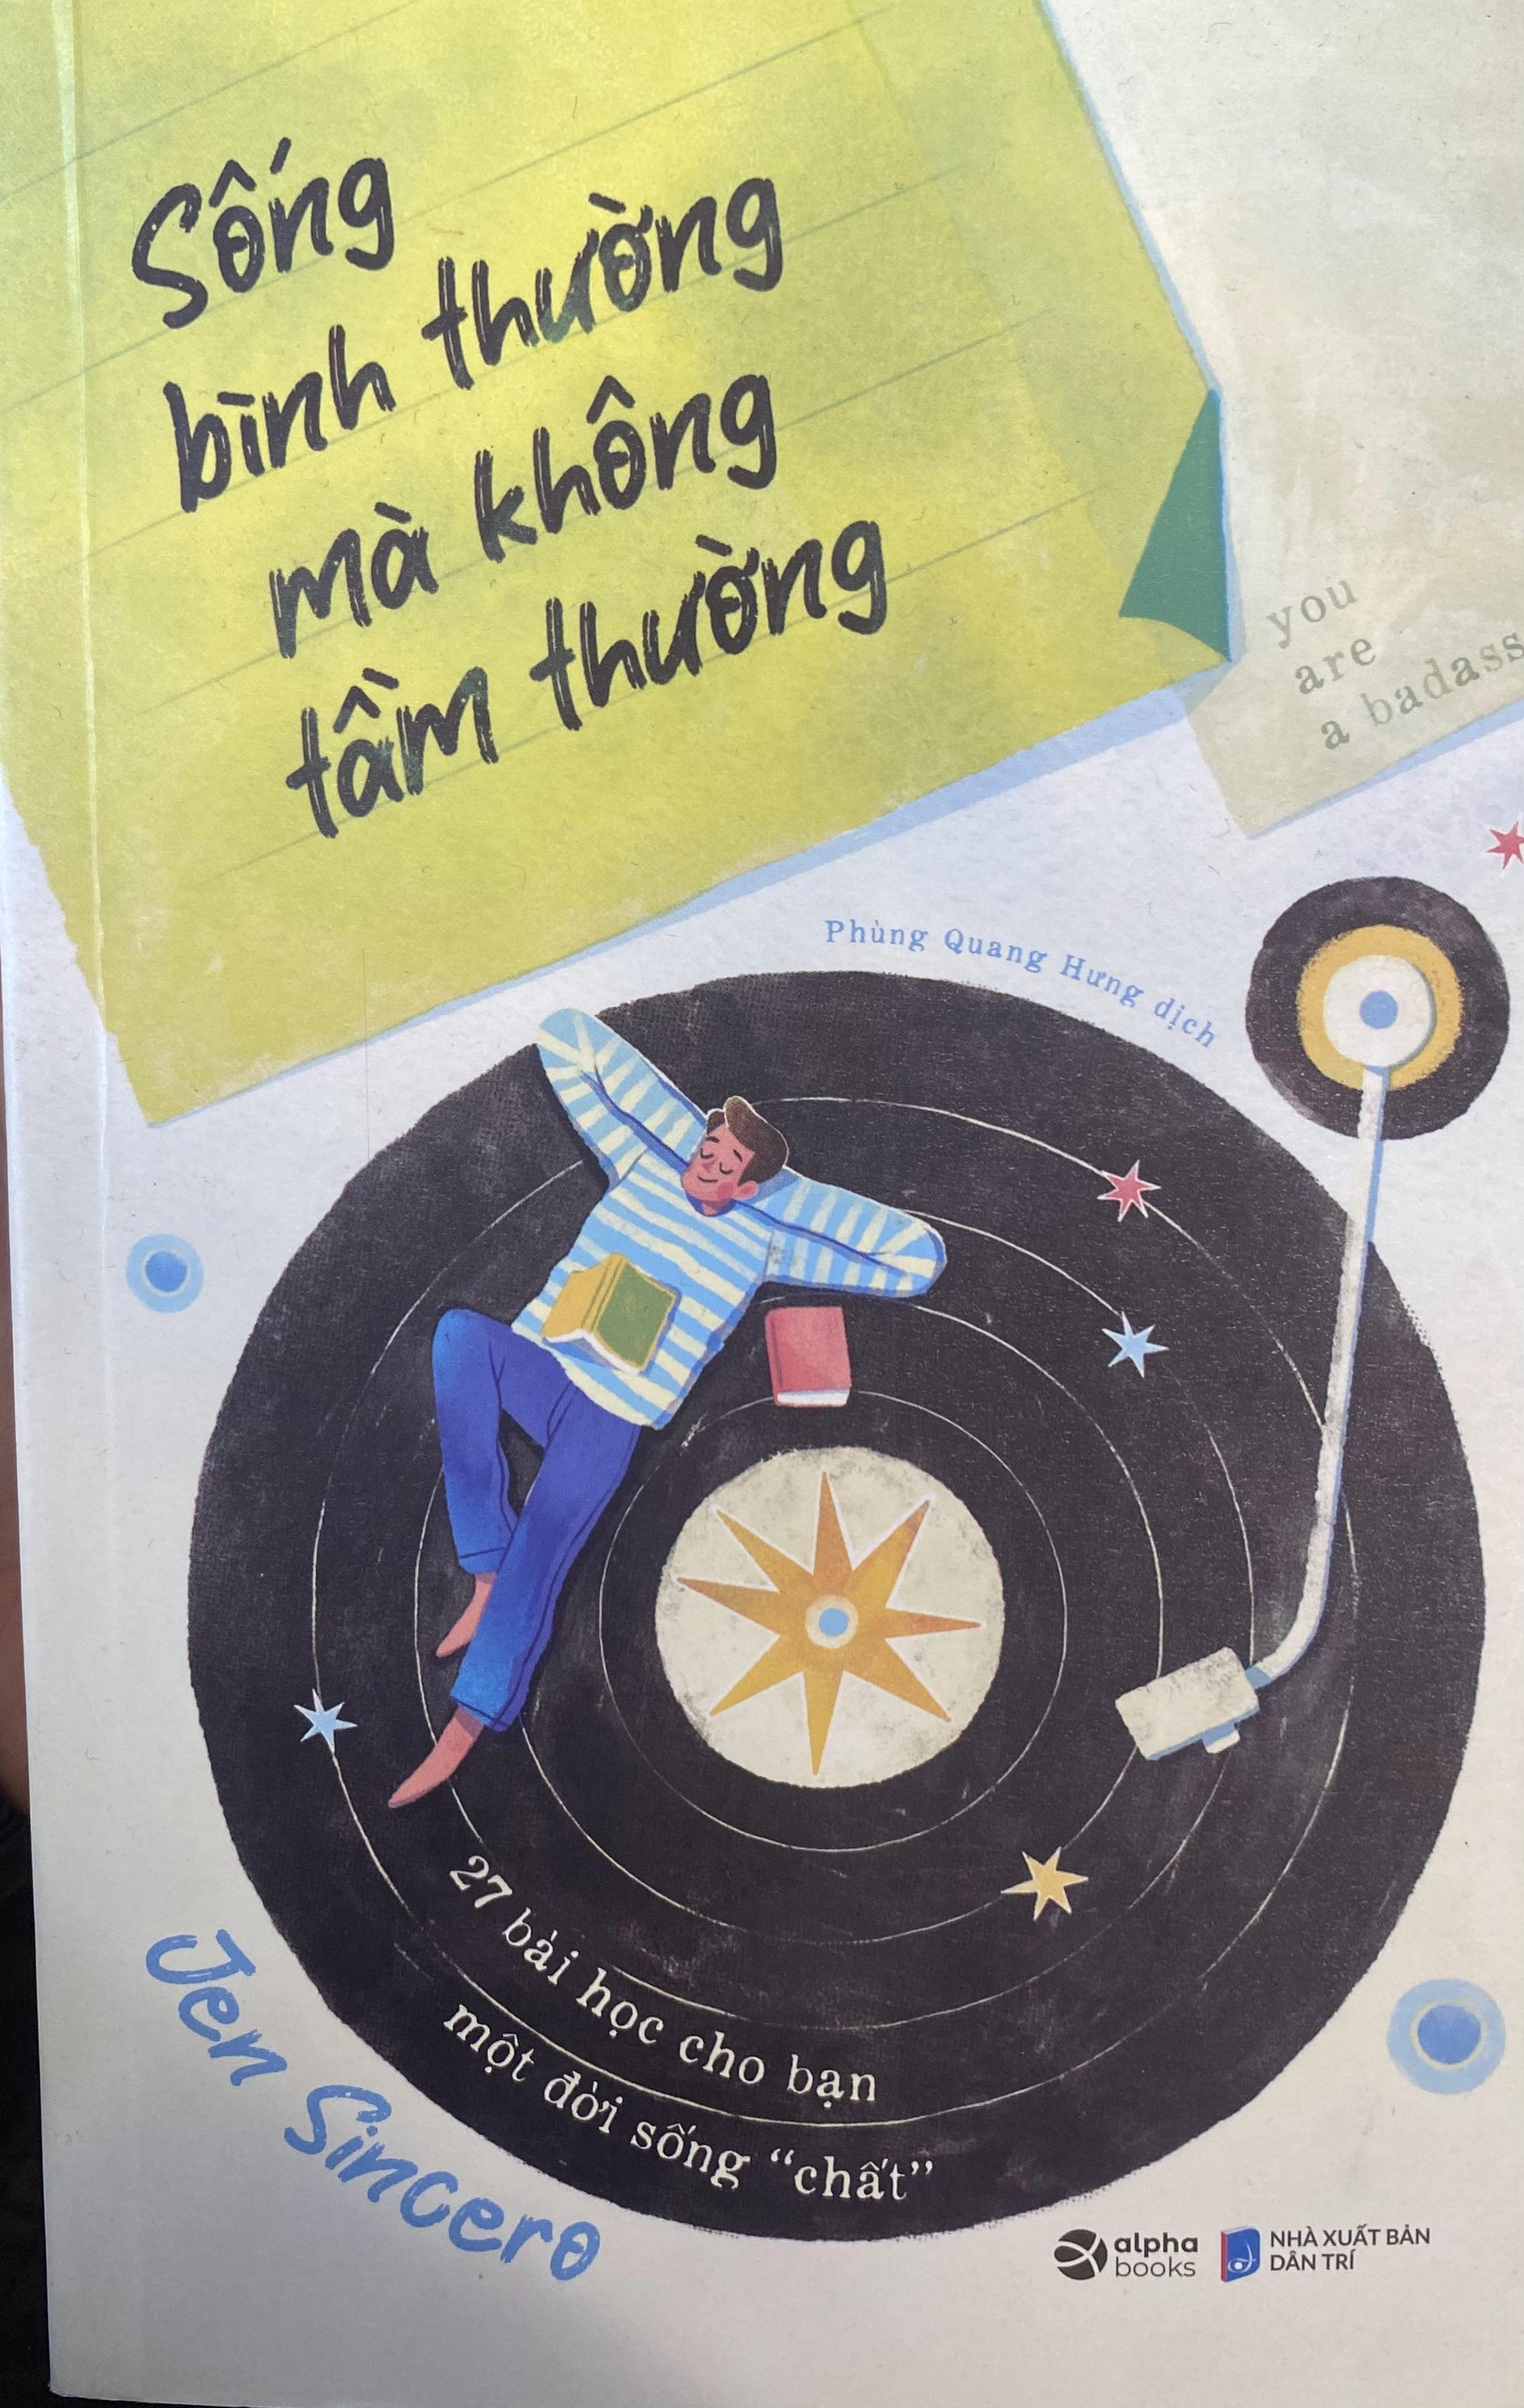 Sống
bình thường
mà không
tầm thường
you
are
a badass
Phùng Quang Hưng dịch
27 bài học cho bạn
một đời sống “chất”
Jen Sincero
alpha
books
NHÀ XUẤT BẢN
DÂN TRÍ